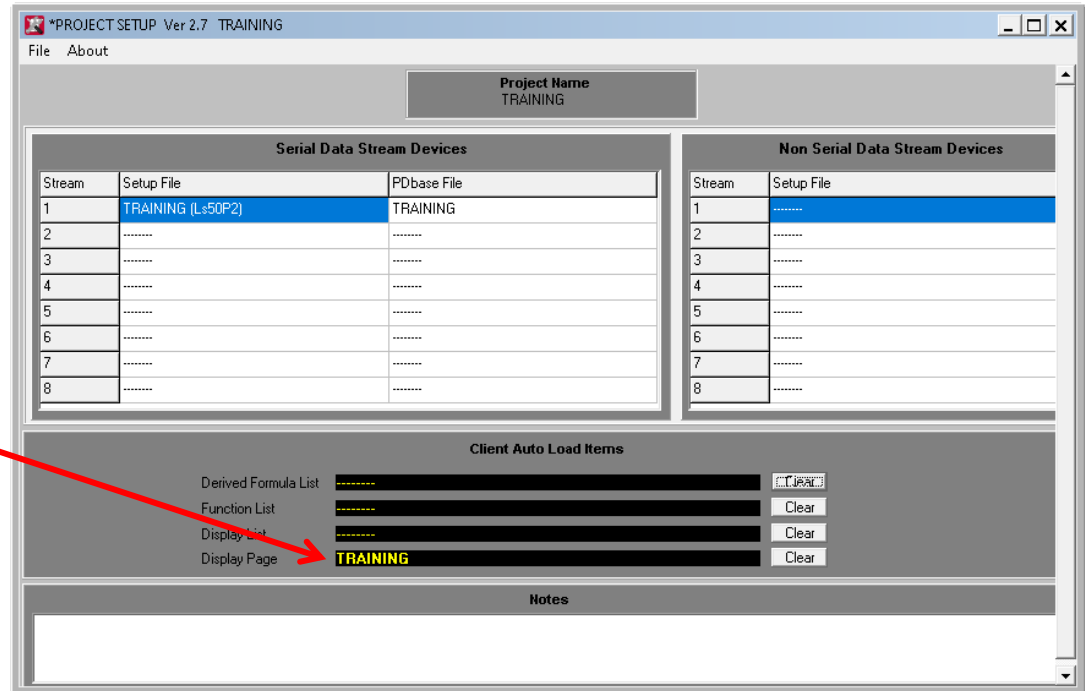 *PROJECT SETUP Ver 2.7 TRAINING
File About
Project Name
TRAINING
Serial Data Stream Devices
Stream Setup File PDbase File
1 TRAINING (Ls50P2) TRAINING
2 -------- --------
3 -------- --------
4 -------- --------
5 -------- --------
6 -------- --------
7 -------- --------
8 -------- --------
Non Serial Data Stream Devices
Stream Setup File
1 --------
2 --------
3 --------
4 --------
5 --------
6 --------
7 --------
8 --------
Client Auto Load Items
Derived Formula List -------- Clear
Function List -------- Clear
Display List -------- Clear
Display Page TRAINING Clear
Notes